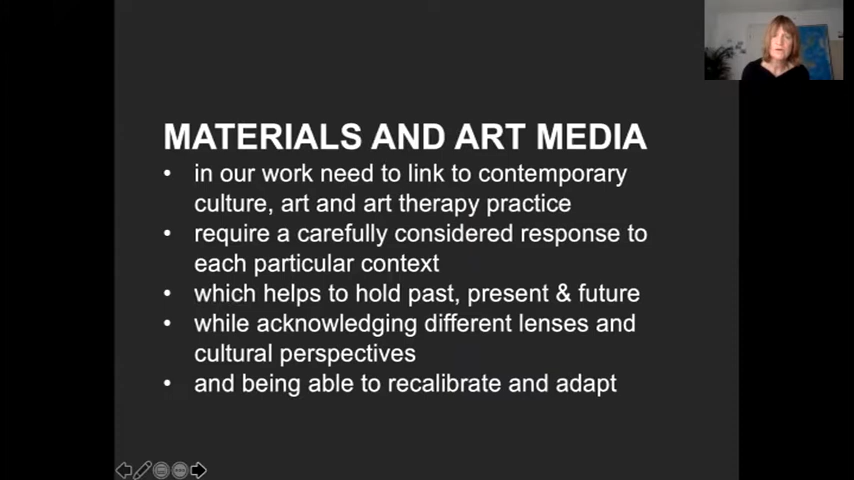 MATERIALS AND ART MEDIA
• in our work need to link to contemporary
culture, art and art therapy practice
• require a carefully considered response to
each particular context
• which helps to hold past, present & future
• while acknowledging different lenses and
cultural perspectives
• and being able to recalibrate and adapt